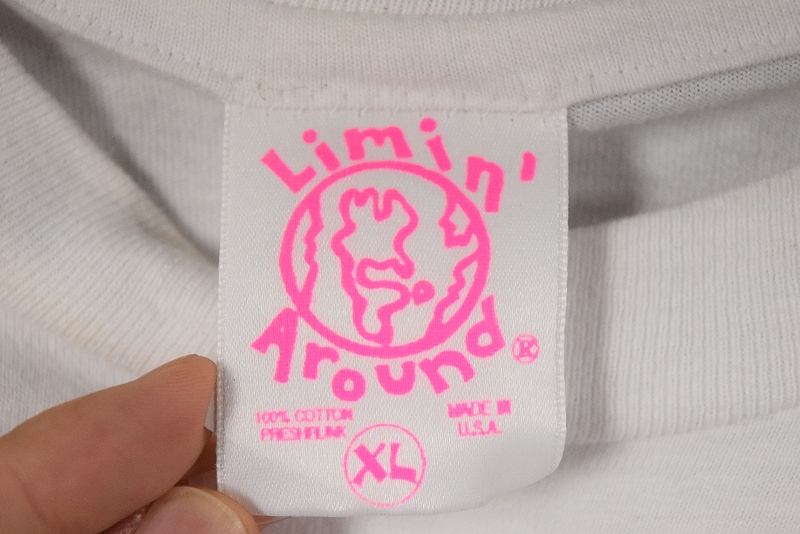 Limin'
Around®
100% COTTON
PRESHRUNK
MADE IN
U.S.A.
XL